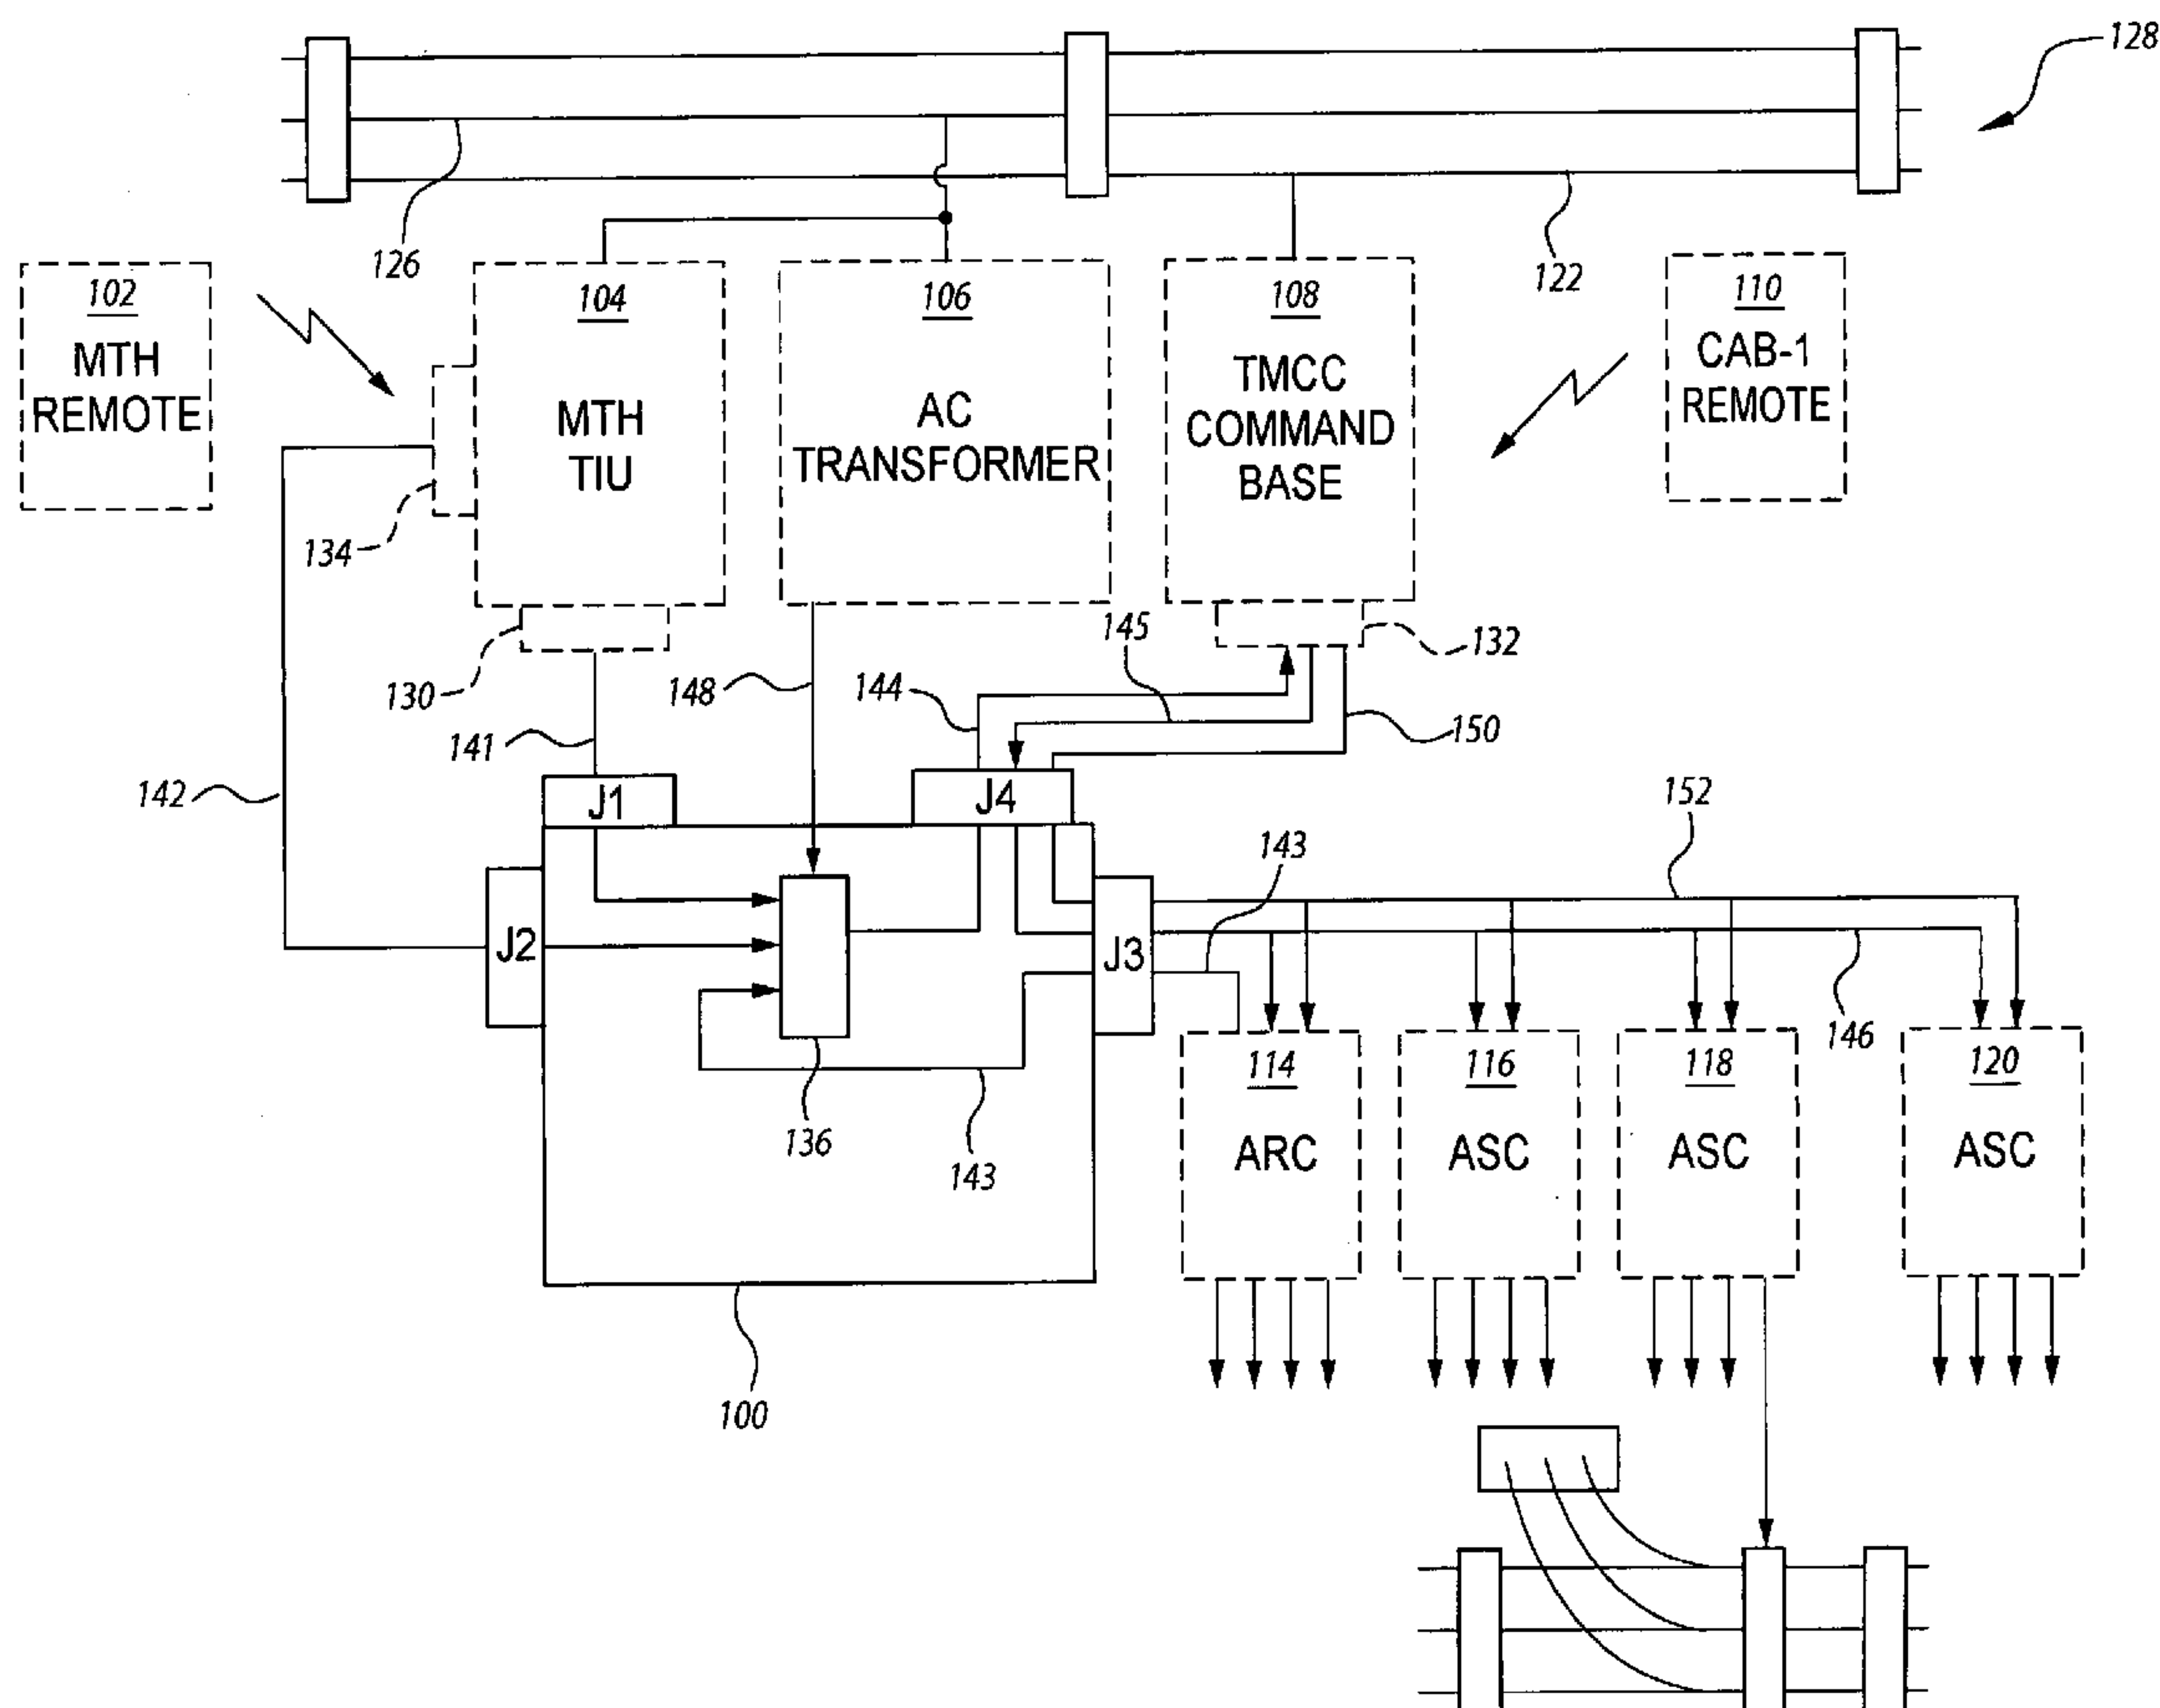 128
126
122
102
MTH
REMOTE
104
MTH
TIU
106
AC
TRANSFORMER
108
TMCC
COMMAND
BASE
110
CAB-1
REMOTE
134
130
132
145
148
144
150
141
142
J1
J4
152
143
J2
J3
146
136
143
114
ARC
116
ASC
118
ASC
120
ASC
100